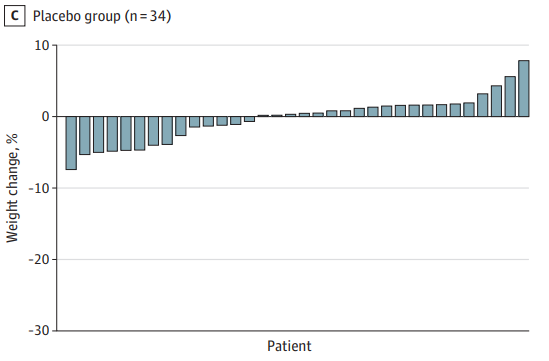 C Placebo group (n=34)
10
0
-10
-20
-30
Weight change, %
Patient